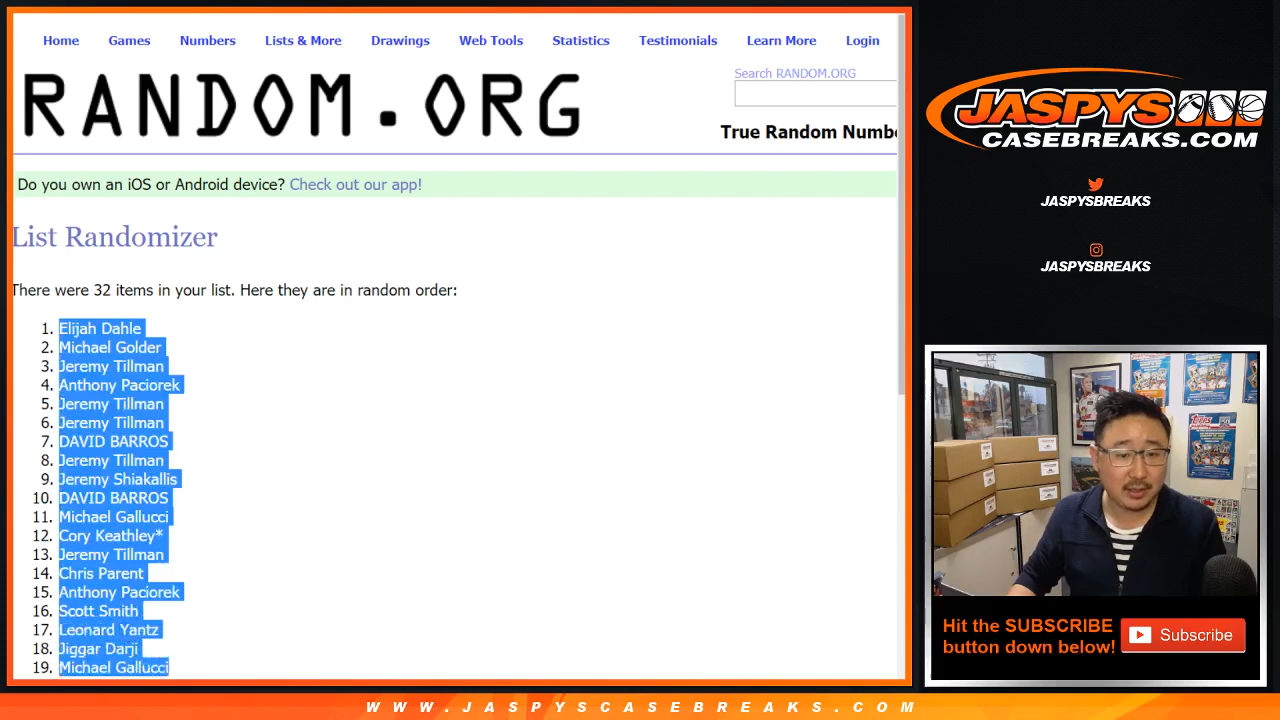 Home Games Numbers Lists & More Drawings Web Tools Statistics Testimonials Learn More Login
RANDOM.ORG
Search RANDOM.ORG
True Random Numbe
Do you own an iOS or Android device? Check out our app!
List Randomizer
There were 32 items in your list. Here they are in random order:
1. Elijah Dahle
2. Michael Golder
3. Jeremy Tillman
4. Anthony Paciorek
5. Jeremy Tillman
6. Jeremy Tillman
7. DAVID BARROS
8. Jeremy Tillman
9. Jeremy Shiakallis
10. DAVID BARROS
11. Michael Gallucci
12. Cory Keathley*
13. Jeremy Tillman
14. Chris Parent
15. Anthony Paciorek
16. Scott Smith
17. Leonard Yantz
18. Jiggar Darji
19. Michael Gallucci
JASPYS
CASEBREAKS.COM
JASPYSBREAKS
JASPYSBREAKS
Topps
Hit the SUBSCRIBE
button down below!
Subscribe
WWW.JASPYSCASEBREAKS.COM